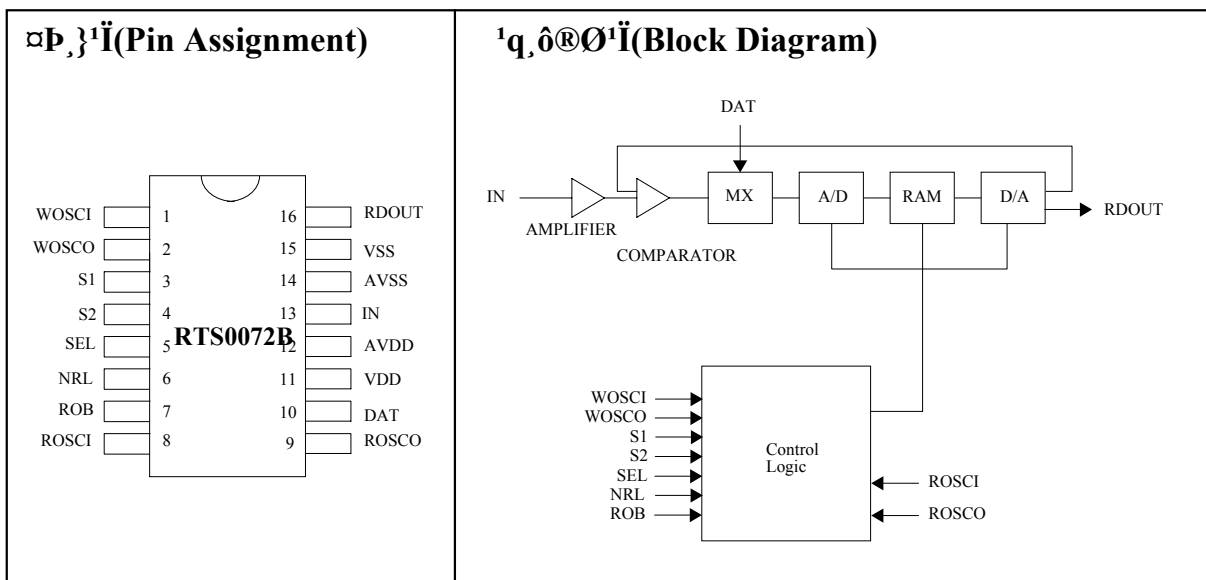 ¤Þ¸}¹Ï(Pin Assignment)
WOSCI 1 16 RDOUT
WOSCO 2 15 VSS
S1 3 14 AVSS
S2 4 13 IN
RTS0072B
SEL 5 12 AVDD
NRL 6 11 VDD
ROB 7 10 DAT
ROSCI 8 9 ROSCO
¹q¸ô®Ø¹Ï(Block Diagram)
DAT
IN
MX
A/D
RAM
D/A
RDOUT
AMPLIFIER
COMPARATOR
WOSCI
WOSCO
S1
S2
SEL
NRL
ROB
Control
Logic
ROSCI
ROSCO